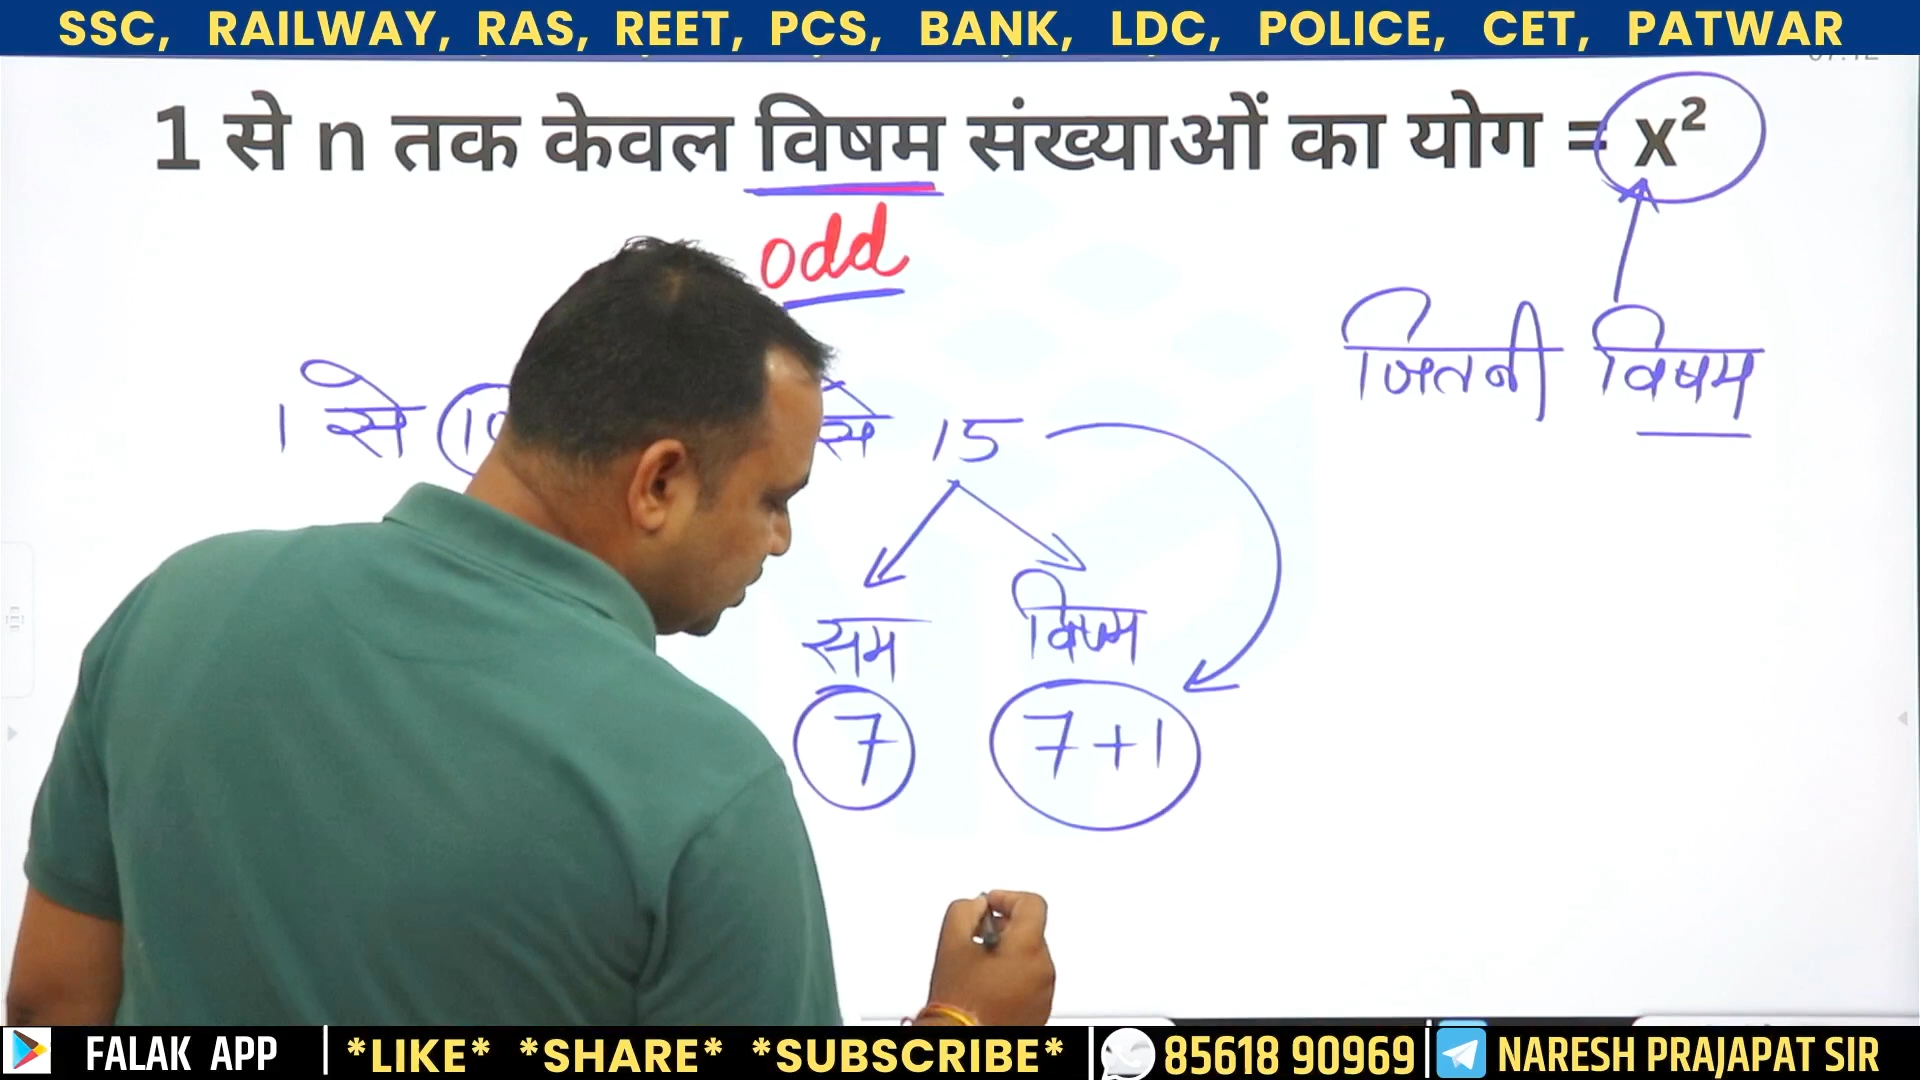 SSC, RAILWAY, RAS, REET, PCS, BANK, LDC, POLICE, CET, PATWAR
1 से n तक केवल विषम संख्याओं का योग = x²
odd
जितनी विषम
1 से
से 15
सम विषम
7 7+1
FALAK APP *LIKE* *SHARE* *SUBSCRIBE* 85618 90969 NARESH PRAJAPAT SIR